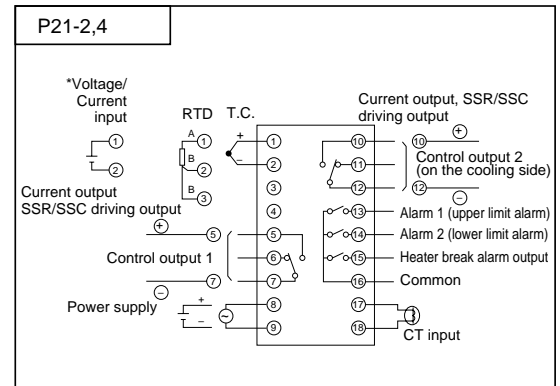 P21-2,4
*Voltage/
Current
input
RTD
T.C.
Current output, SSR/SSC
driving output
A
B
B
1
2
1
2
3
+
−
1
2
3
4
5
6
7
8
9
10
11
12
13
14
15
16
17
18
10
+
Control output 2
(on the cooling side)
12
−
Current output
SSR/SSC driving output
+
5
Control output 1
7
−
Power supply
+
−
~
Alarm 1 (upper limit alarm)
Alarm 2 (lower limit alarm)
Heater break alarm output
Common
CT input